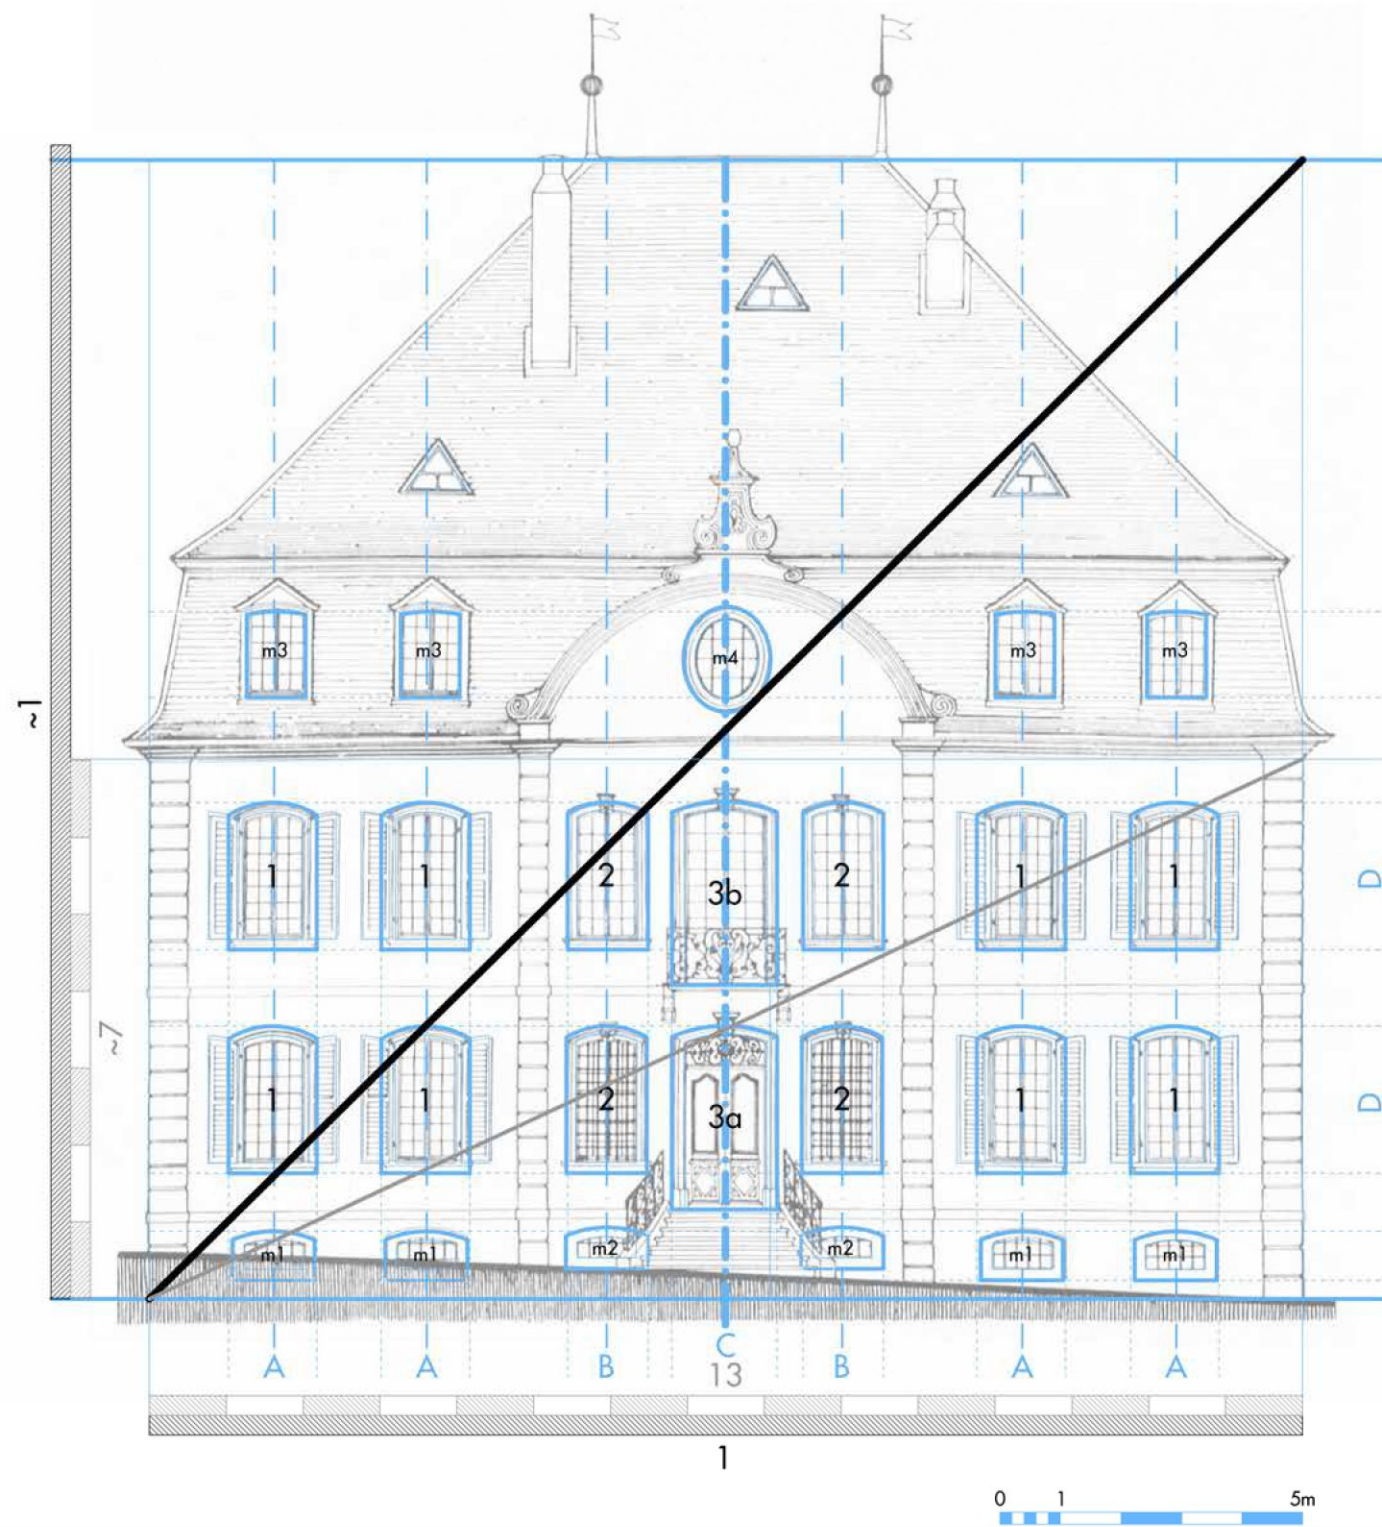 m3 m3 m4 m3 m3
~1
1 1 2 3b 2 1 1 D
~7
1 1 2 3a 2 1 1 D
m1 m1 m2 m2 m1 m1
A A B C B A A
13
1
0 1 5m